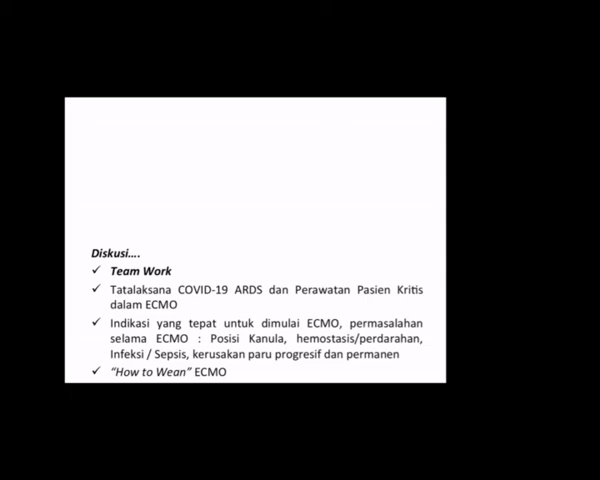 Diskusi....
✓ Team Work
✓ Tatalaksana COVID-19 ARDS dan Perawatan Pasien Kritis
dalam ECMO
✓ Indikasi yang tepat untuk dimulai ECMO, permasalahan
selama ECMO : Posisi Kanula, hemostasis/perdarahan,
Infeksi / Sepsis, kerusakan paru progresif dan permanen
✓ “How to Wean” ECMO